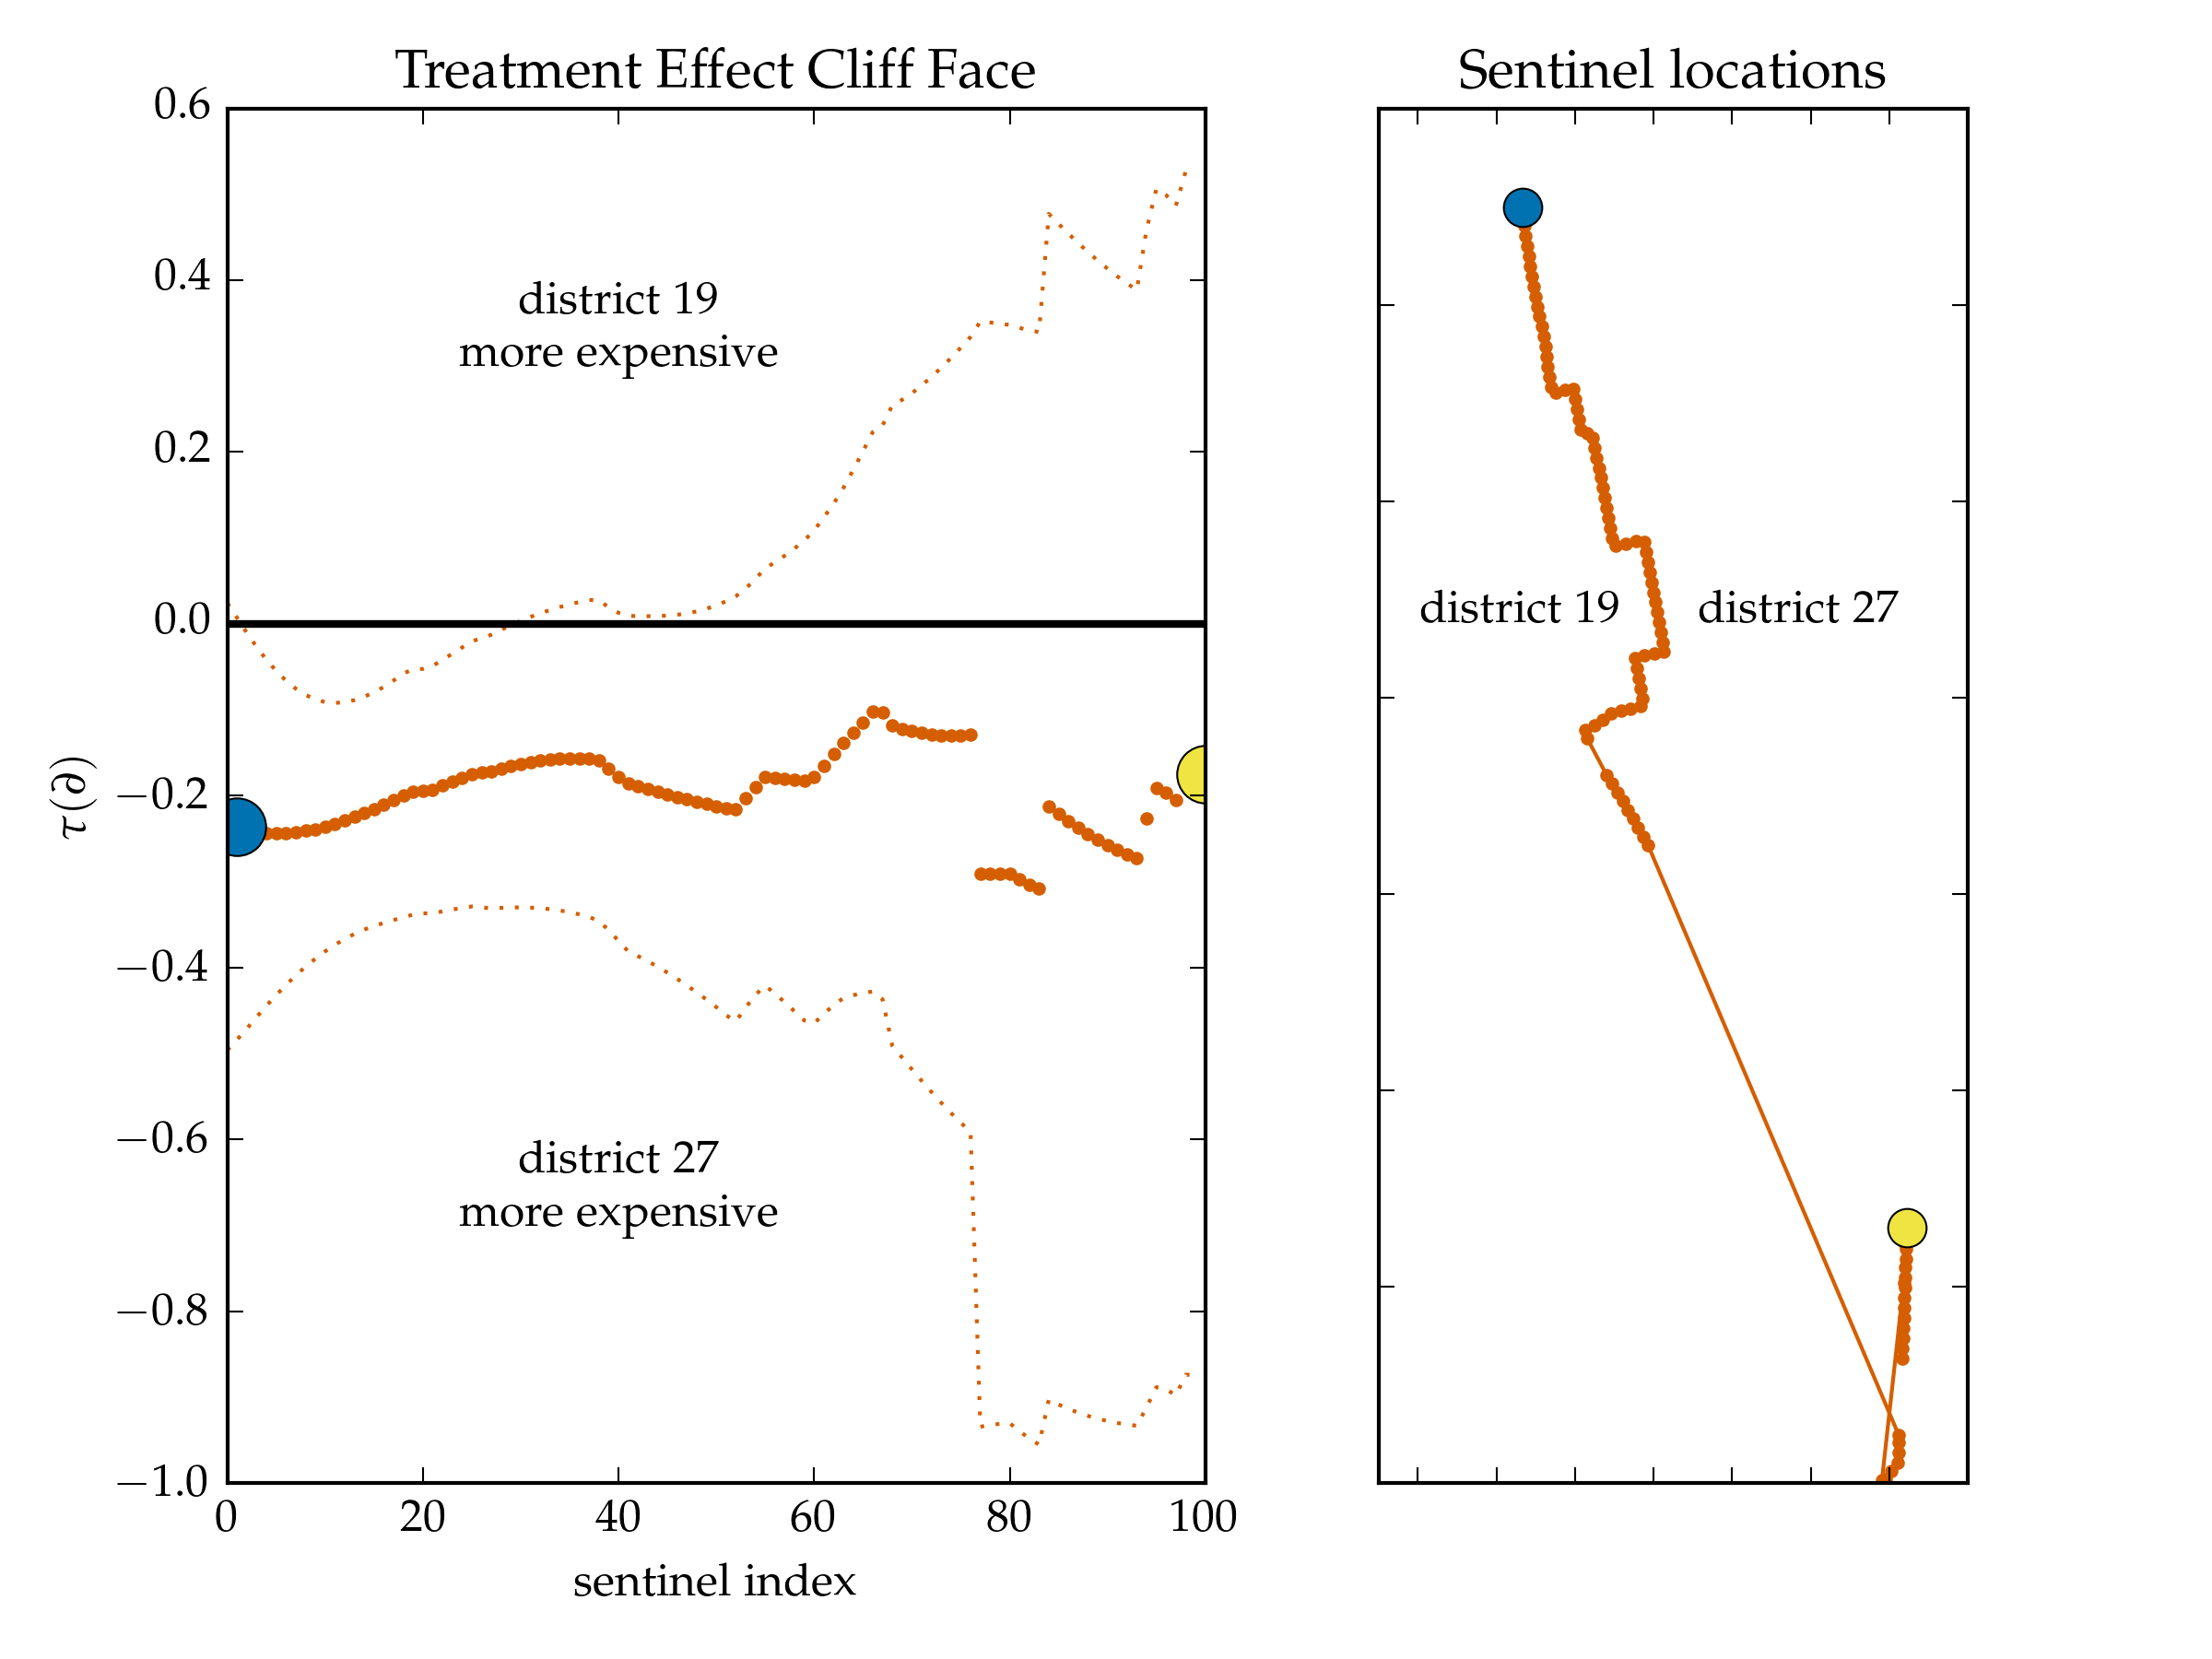 Treatment Effect Cliff Face
0.6
0.4
0.2
0.0
−0.2
−0.4
−0.6
−0.8
−1.0
τ(∂)
district 19
more expensive
district 27
more expensive
0 20 40 60 80 100
sentinel index
Sentinel locations
district 19 district 27